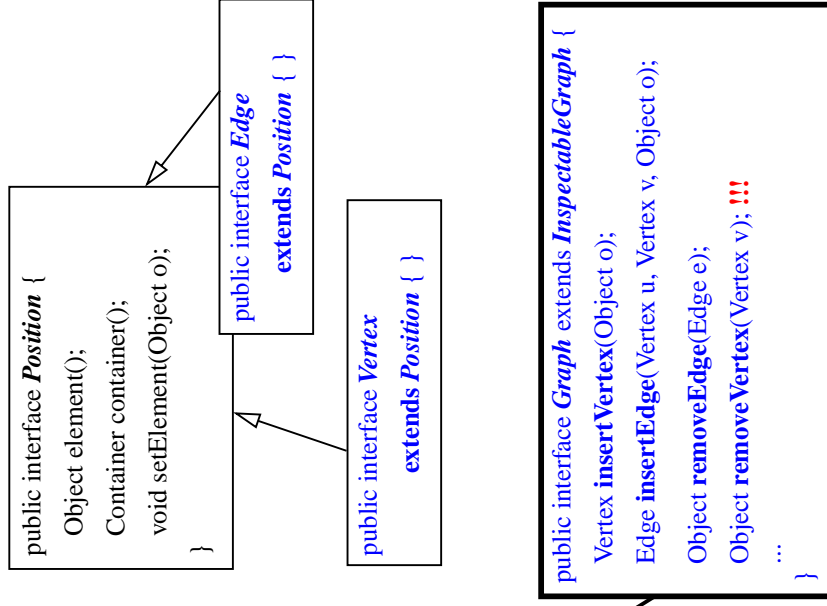 public interface Position {
Object element();
Container container();
void setElement(Object o);
}
public interface Edge
extends Position { }
public interface Vertex
extends Position { }
public interface Graph extends InspectableGraph {
Vertex insertVertex(Object o);
Edge insertEdge(Vertex u, Vertex v, Object o);
Object removeEdge(Edge e);
Object removeVertex(Vertex v); !!!
...
}